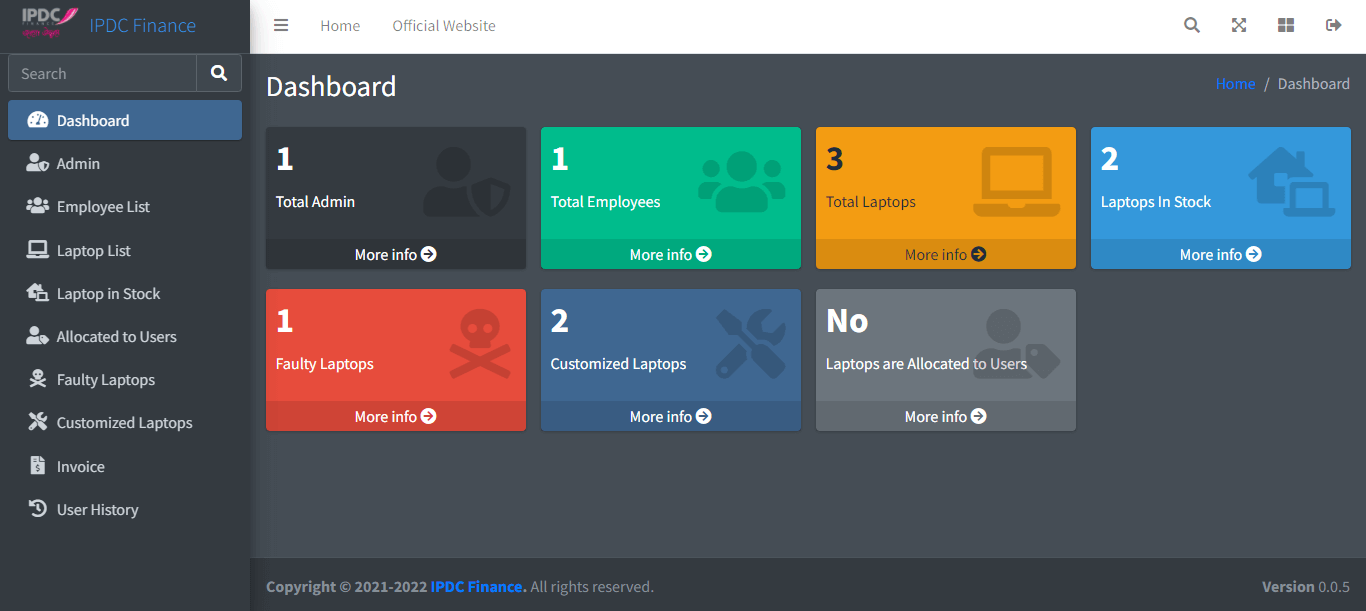 IPDC
FINANCE
IPDC Finance
Home
Official Website
Search
Dashboard
Admin
Employee List
Laptop List
Laptop in Stock
Allocated to Users
Faulty Laptops
Customized Laptops
Invoice
User History
Dashboard
Home / Dashboard
1
Total Admin
More info
1
Total Employees
More info
3
Total Laptops
More info
2
Laptops In Stock
More info
1
Faulty Laptops
More info
2
Customized Laptops
More info
No
Laptops are Allocated to Users
More info
Copyright © 2021-2022 IPDC Finance. All rights reserved.
Version 0.0.5